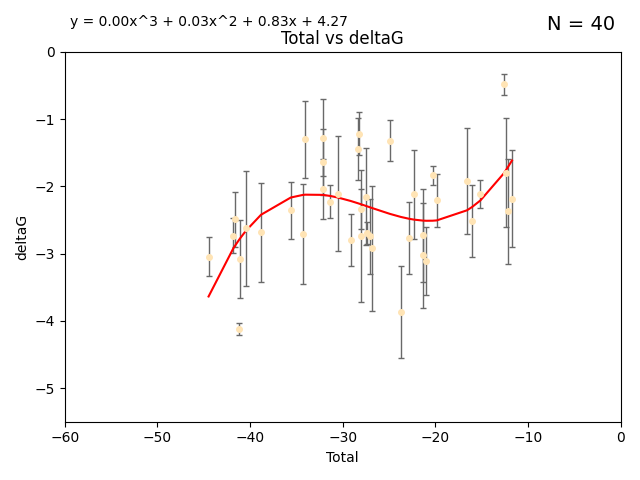 y = 0.00x^3 + 0.03x^2 + 0.83x + 4.27
N = 40
Total vs deltaG
0
−1
−2
−3
−4
−5
deltaG
−60 −50 −40 −30 −20 −10 0
Total